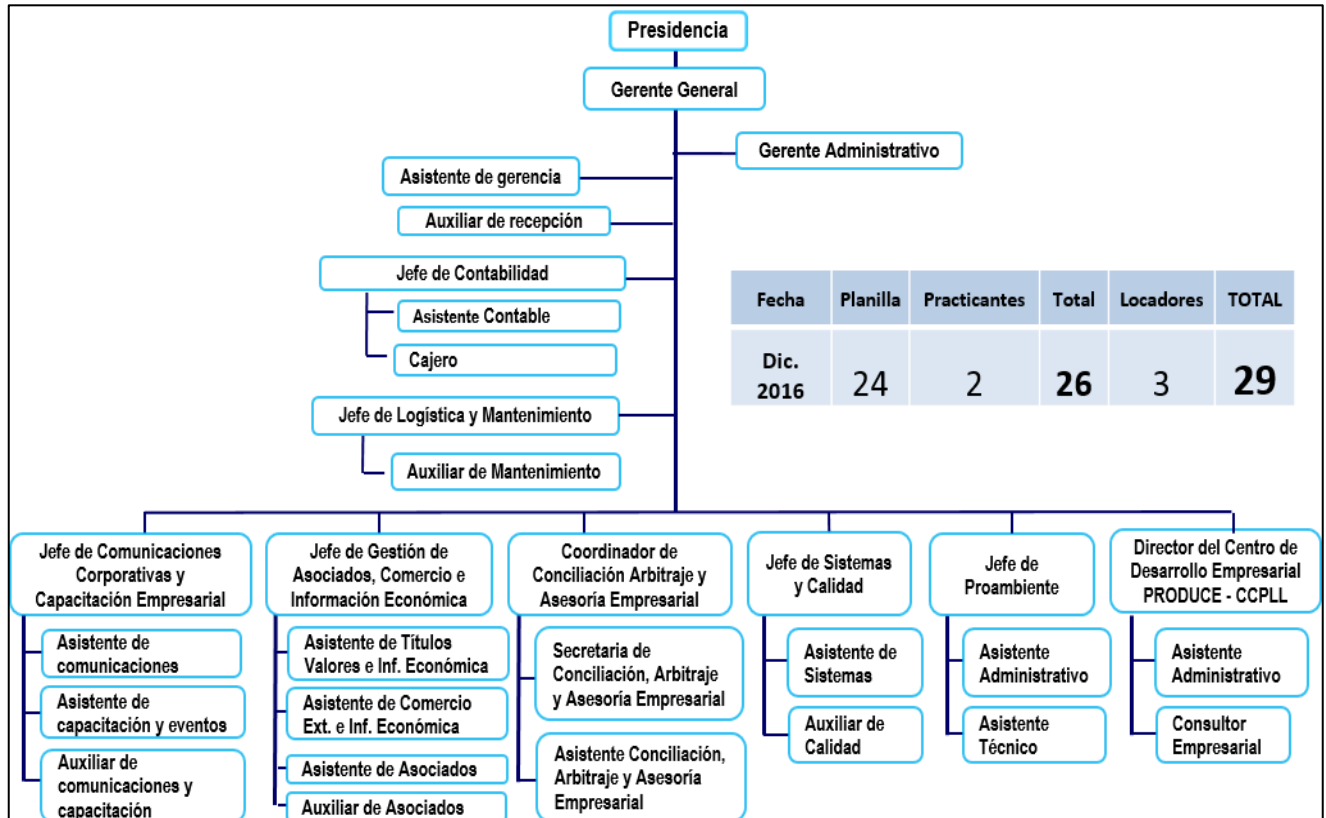 Presidencia
Gerente General
Gerente Administrativo
Asistente de gerencia
Auxiliar de recepción
Jefe de Contabilidad
Asistente Contable
Cajero
Jefe de Logística y Mantenimiento
Auxiliar de Mantenimiento
Fecha Planilla Practicantes Total Locadores TOTAL
Dic.
2016 24 2 26 3 29
Jefe de Comunicaciones
Corporativas y
Capacitación Empresarial
Asistente de
comunicaciones
Asistente de
capacitación y eventos
Auxiliar de
comunicaciones y
capacitación
Jefe de Gestión de
Asociados, Comercio e
Información Económica
Asistente de Títulos
Valores e Inf. Económica
Asistente de Comercio
Ext. e Inf. Económica
Asistente de Asociados
Auxiliar de Asociados
Coordinador de
Conciliación Arbitraje y
Asesoría Empresarial
Secretaria de
Conciliación, Arbitraje
y Asesoría Empresarial
Asistente Conciliación,
Arbitraje y Asesoría
Empresarial
Jefe de Sistemas
y Calidad
Asistente de
Sistemas
Auxiliar de
Calidad
Jefe de
Proambiente
Asistente
Administrativo
Asistente
Técnico
Director del Centro de
Desarrollo Empresarial
PRODUCE - CCPLL
Asistente
Administrativo
Consultor
Empresarial